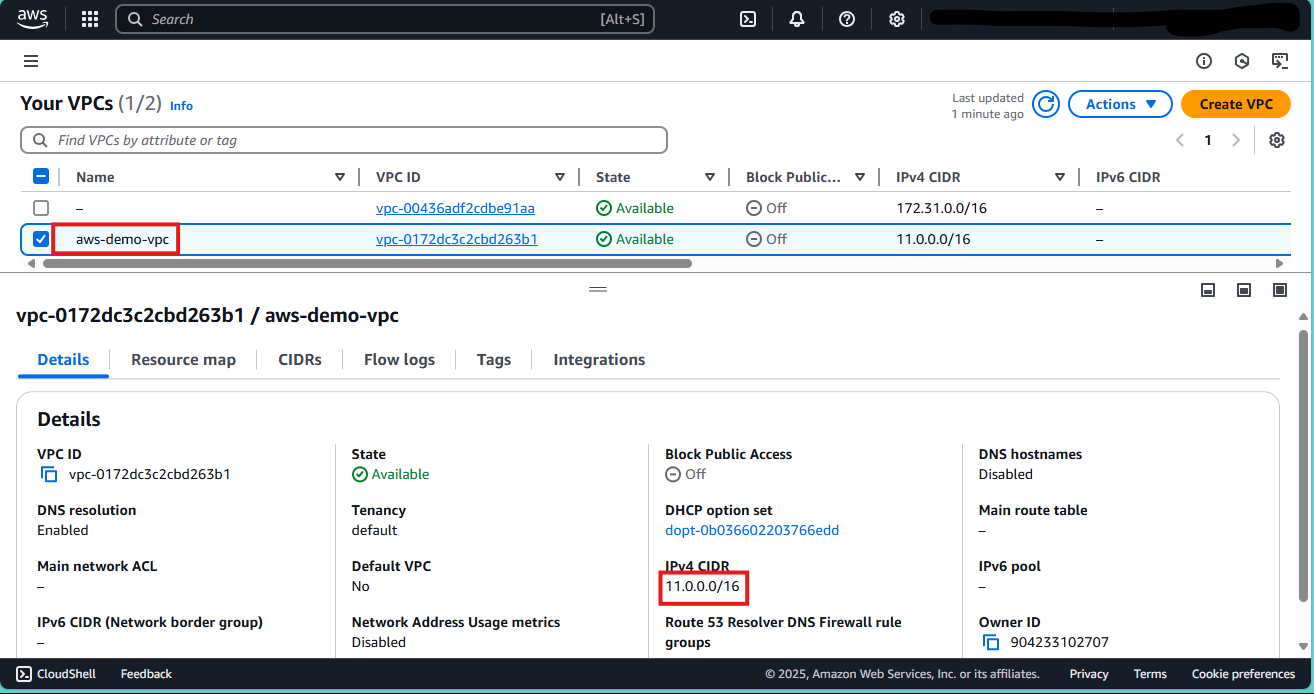 aws
Search [Alt+S]
Your VPCs (1/2) Info
Last updated
1 minute ago
Actions
Create VPC
Find VPCs by attribute or tag
1
Name VPC ID State Block Public... IPv4 CIDR IPv6 CIDR
– vpc-00436adf2cdbe91aa Available Off 172.31.0.0/16 –
aws-demo-vpc vpc-0172dc3c2cbd263b1 Available Off 11.0.0.0/16 –
vpc-0172dc3c2cbd263b1 / aws-demo-vpc
Details Resource map CIDRs Flow logs Tags Integrations
Details
VPC ID
vpc-0172dc3c2cbd263b1
State
Available
Block Public Access
Off
DNS hostnames
Disabled
DNS resolution
Enabled
Tenancy
default
DHCP option set
dopt-0b036602203766edd
Main route table
–
Main network ACL
–
Default VPC
No
IPv4 CIDR
11.0.0.0/16
IPv6 pool
–
IPv6 CIDR (Network border group)
–
Network Address Usage metrics
Disabled
Route 53 Resolver DNS Firewall rule
groups
Owner ID
904233102707
CloudShell Feedback © 2025, Amazon Web Services, Inc. or its affiliates. Privacy Terms Cookie preferences